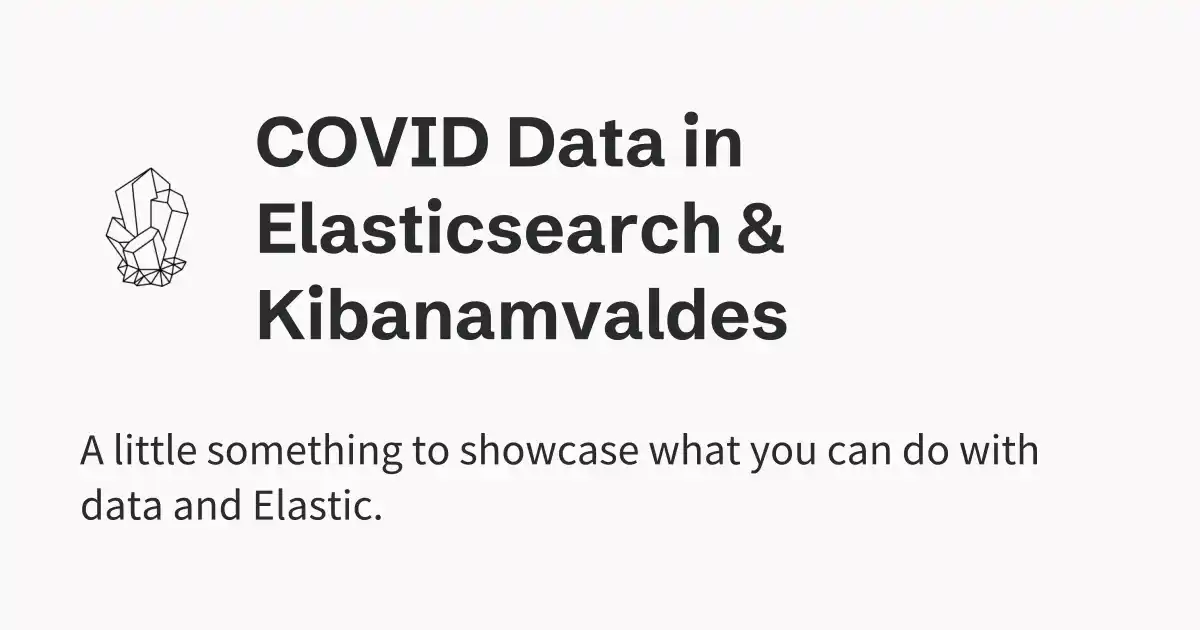 COVID Data in
Elasticsearch &
Kibanamvaldes
A little something to showcase what you can do with
data and Elastic.